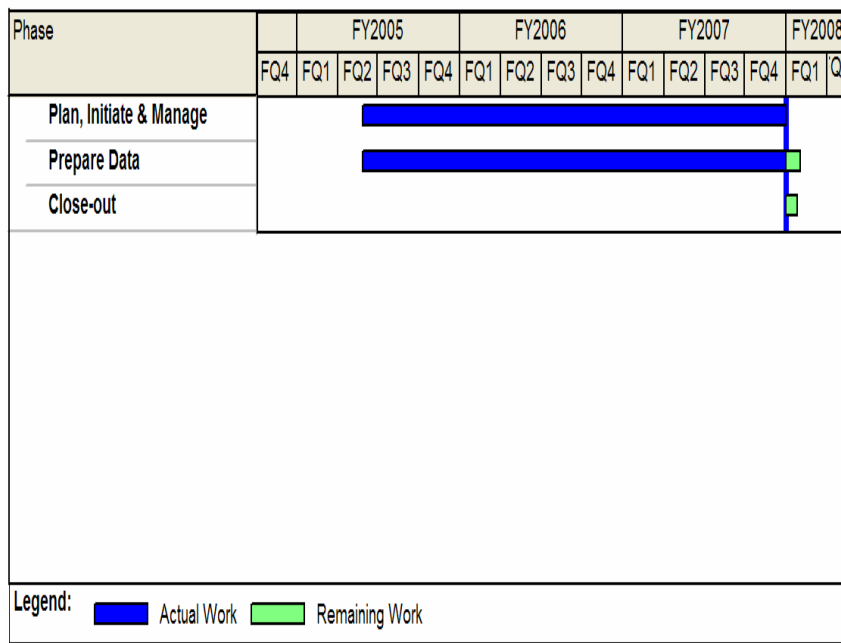 Phase FY2005 FY2006 FY2007 FY2008
FQ4 FQ1 FQ2 FQ3 FQ4 FQ1 FQ2 FQ3 FQ4 FQ1 FQ2 FQ3 FQ4 FQ1
Plan, Initiate & Manage
Prepare Data
Close-out
Legend: Actual Work Remaining Work